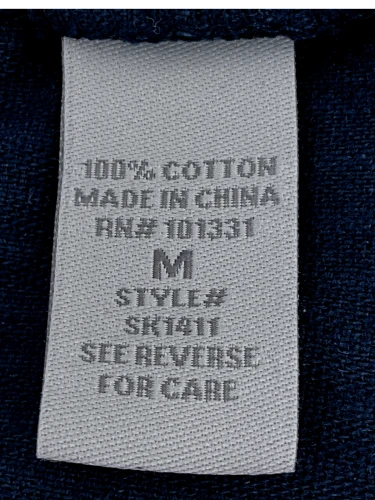 100% COTTON
MADE IN CHINA
RN# 101331
M
STYLE#
SK1411
SEE REVERSE
FOR CARE